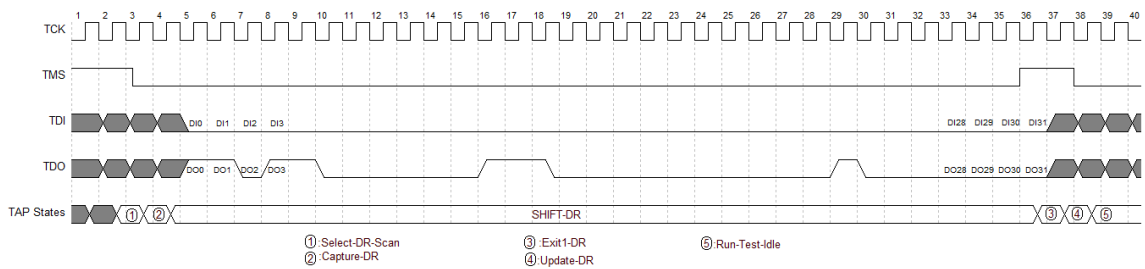 1 2 3 4 5 6 7 8 9 10 11 12 13 14 15 16 17 18 19 20 21 22 23 24 25 26 27 28 29 30 31 32 33 34 35 36 37 38 39 40
TCK
TMS
TDI DI0 DI1 DI2 DI3 DI28 DI29 DI30 DI31
TDO DO0 DO1 DO2 DO3 DO28 DO29 DO30 DO31
TAP States ① ② SHIFT-DR ③ ④ ⑤
①:Select-DR-Scan ③:Exit1-DR ⑤:Run-Test-Idle
②:Capture-DR ④:Update-DR